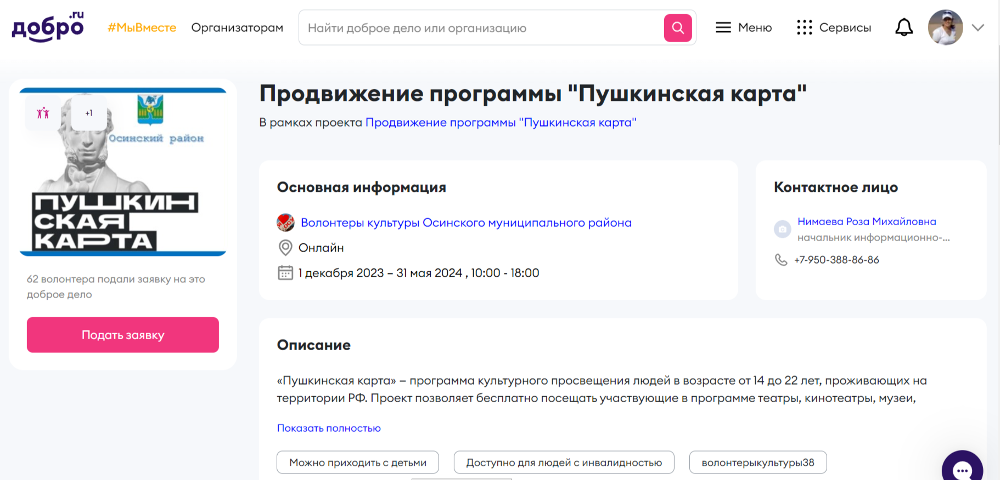 добро.ru
#МыВместе
Организаторам
Найти доброе дело или организацию
Меню
Сервисы
+1
Осинский район
ПУШКИН
СКАЯ
КАРТА
62 волонтера подали заявку на это
доброе дело
Подать заявку
Продвижение программы "Пушкинская карта"
В рамках проекта Продвижение программы "Пушкинская карта"
Основная информация
Волонтеры культуры Осинского муниципального района
Онлайн
1 декабря 2023 – 31 мая 2024 , 10:00 - 18:00
Контактное лицо
Нимаева Роза Михайловна
начальник информационно-...
+7-950-388-86-86
Описание
«Пушкинская карта» – программа культурного просвещения людей в возрасте от 14 до 22 лет, проживающих на
территории РФ. Проект позволяет бесплатно посещать участвующие в программе театры, кинотеатры, музеи,
Показать полностью
Можно приходить с детьми
Доступно для людей с инвалидностью
волонтерыкультуры38